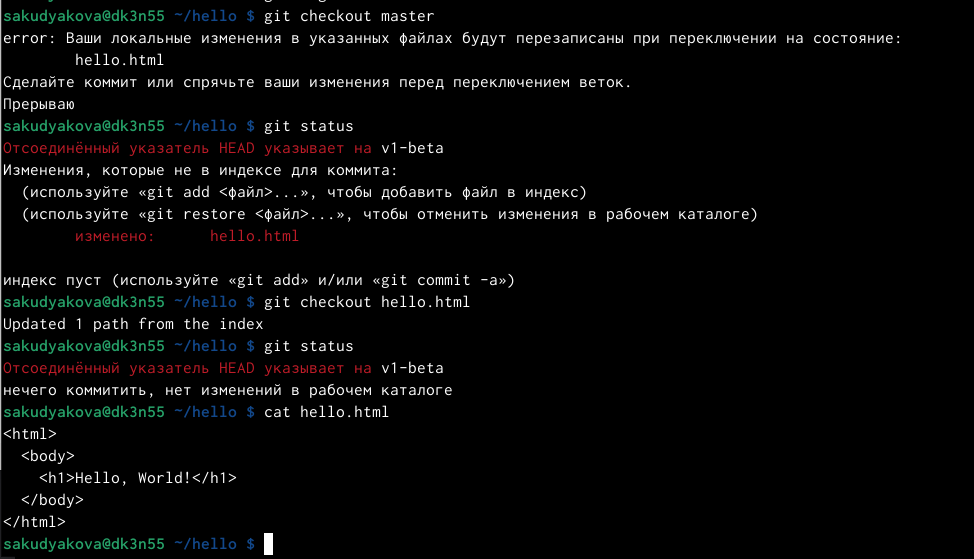 sakudyakova@dk3n55 ~/hello $ git checkout master
error: Ваши локальные изменения в указанных файлах будут перезаписаны при переключении на состояние:
        hello.html
Сделайте коммит или спрячьте ваши изменения перед переключением веток.
Прерываю
sakudyakova@dk3n55 ~/hello $ git status
Отсоединённый указатель HEAD указывает на v1-beta
Изменения, которые не в индексе для коммита:
  (используйте «git add <файл>...», чтобы добавить файл в индекс)
  (используйте «git restore <файл>...», чтобы отменить изменения в рабочем каталоге)
        изменено:      hello.html

индекс пуст (используйте «git add» и/или «git commit -a»)
sakudyakova@dk3n55 ~/hello $ git checkout hello.html
Updated 1 path from the index
sakudyakova@dk3n55 ~/hello $ git status
Отсоединённый указатель HEAD указывает на v1-beta
нечего коммитить, нет изменений в рабочем каталоге
sakudyakova@dk3n55 ~/hello $ cat hello.html
<html>
  <body>
    <h1>Hello, World!</h1>
  </body>
</html>
sakudyakova@dk3n55 ~/hello $